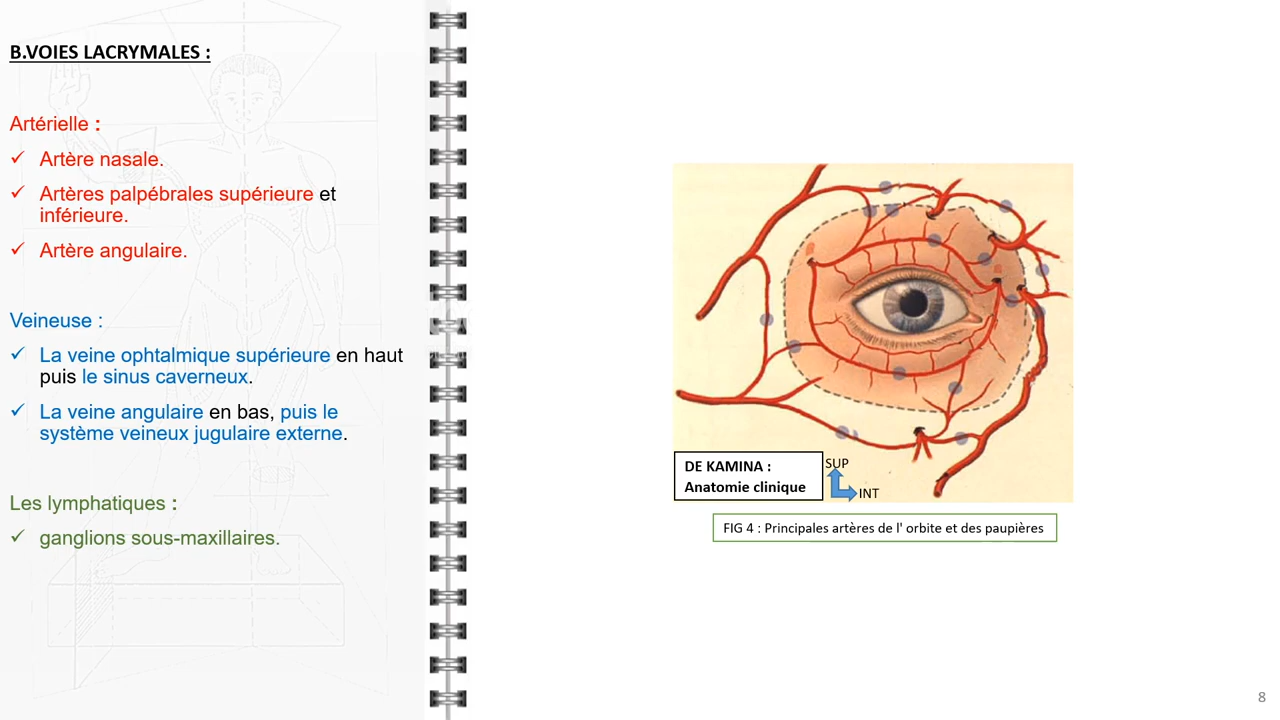 B.VOIES LACRYMALES :
Artérielle :
✓ Artère nasale.
✓ Artères palpébrales supérieure et
inférieure.
✓ Artère angulaire.
Veineuse :
✓ La veine ophtalmique supérieure en haut
puis le sinus caverneux.
✓ La veine angulaire en bas, puis le
système veineux jugulaire externe.
Les lymphatiques :
✓ ganglions sous-maxillaires.
DE KAMINA :
Anatomie clinique
SUP
INT
FIG 4 : Principales artères de l' orbite et des paupières
8